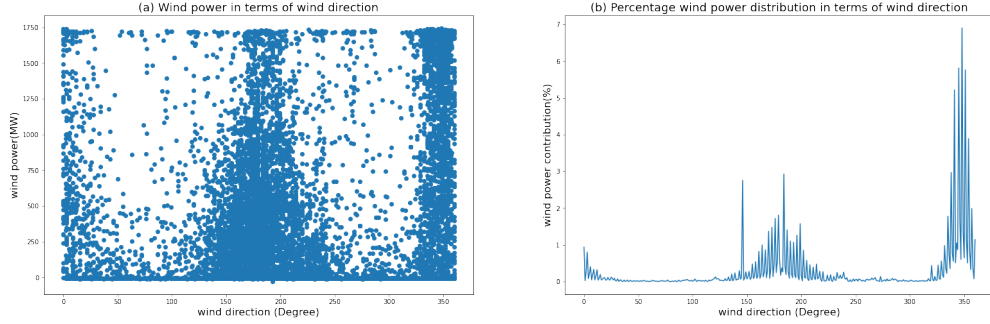 (a) Wind power in terms of wind direction
wind power(MW)
1750
1500
1250
1000
750
500
250
0
0 50 100 150 200 250 300 350
wind direction (Degree)
(b) Percentage wind power distribution in terms of wind direction
wind power contribution(%)
7
6
5
4
3
2
1
0
0 50 100 150 200 250 300 350
wind direction (Degree)